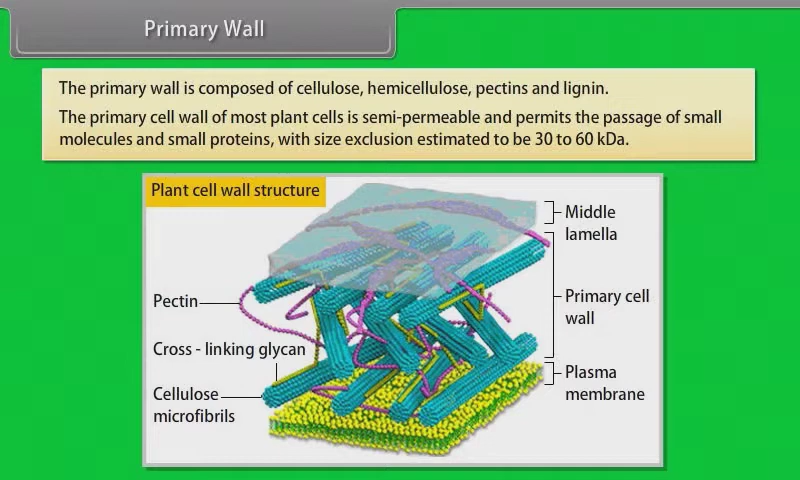 Primary Wall
The primary wall is composed of cellulose, hemicellulose, pectins and lignin.
The primary cell wall of most plant cells is semi-permeable and permits the passage of small
molecules and small proteins, with size exclusion estimated to be 30 to 60 kDa.
Plant cell wall structure
Middle
lamella
Pectin
Primary cell
wall
Cross - linking glycan
Plasma
membrane
Cellulose
microfibrils